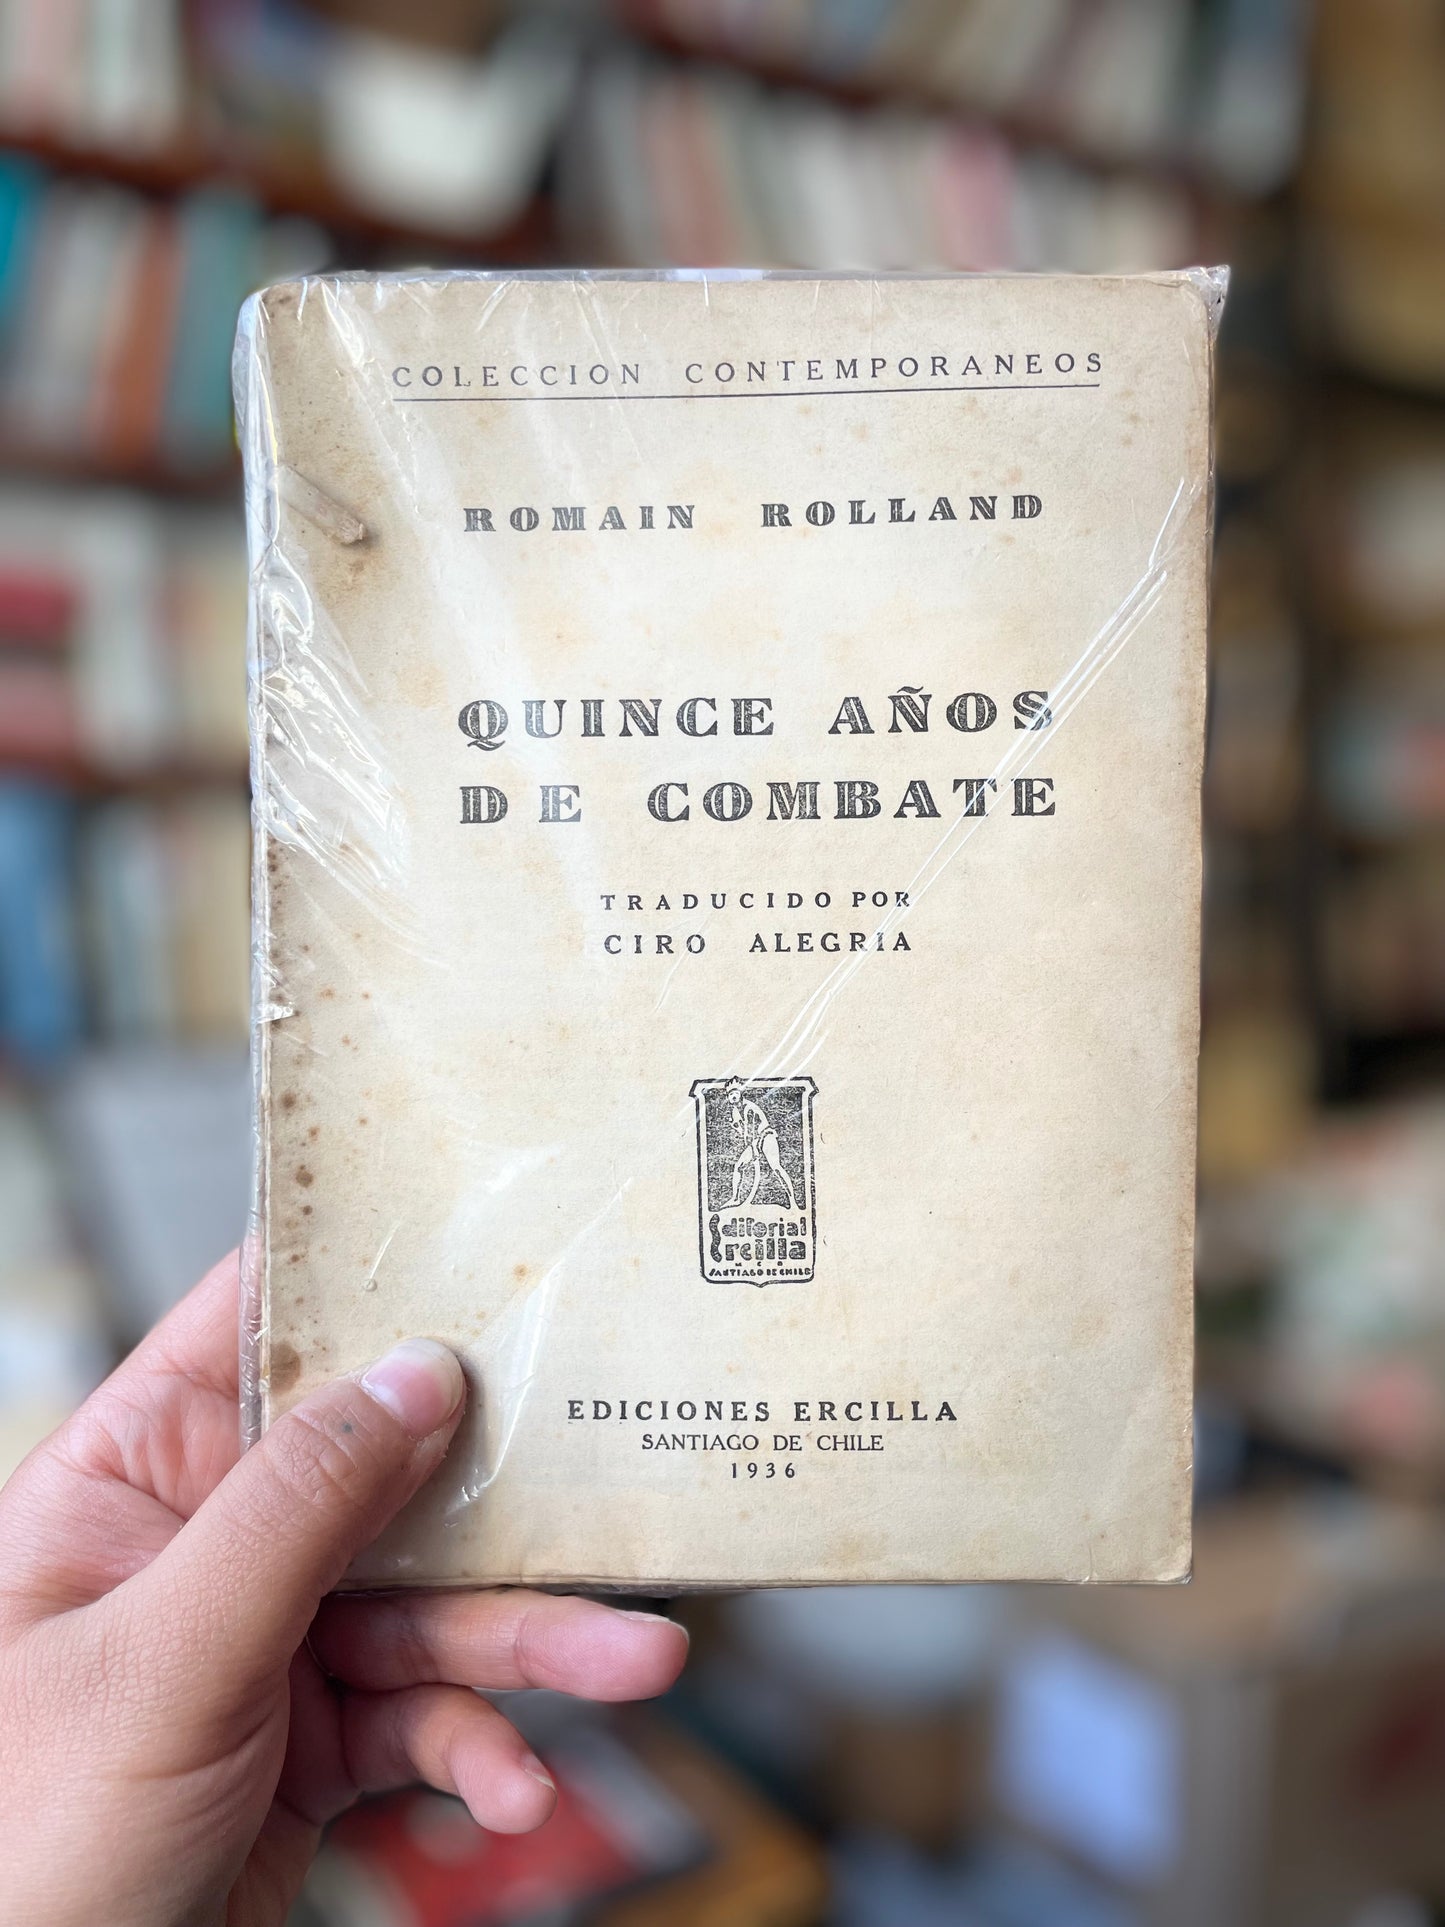 COLECCION CONTEMPORANEOS
ROMAIN ROLLAND
QUINCE AÑOS
DE COMBATE
TRADUCIDO POR
CIRO ALEGRIA
Editorial
Ercilla
SANTIAGO DE CHILE
EDICIONES ERCILLA
SANTIAGO DE CHILE
1936